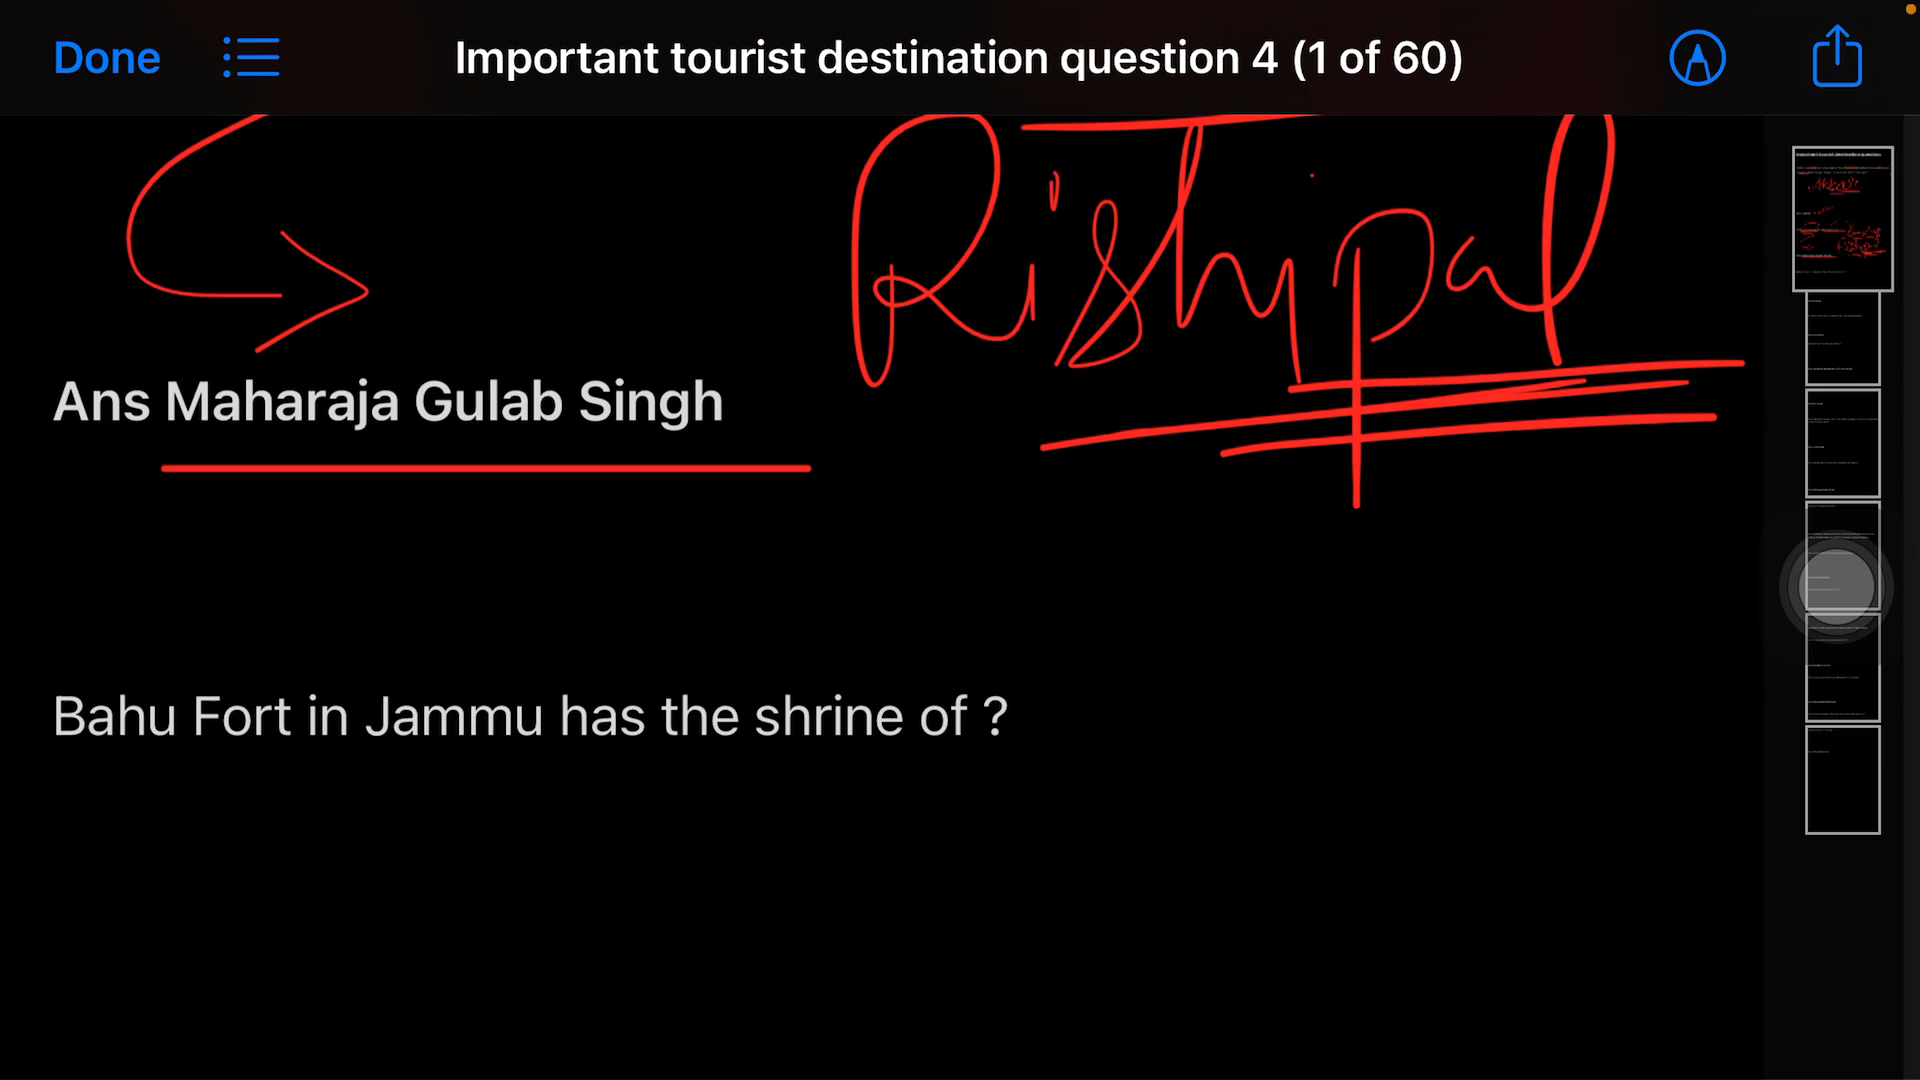 Done
Important tourist destination question 4 (1 of 60)
Rishipal
Ans Maharaja Gulab Singh
Bahu Fort in Jammu has the shrine of ?